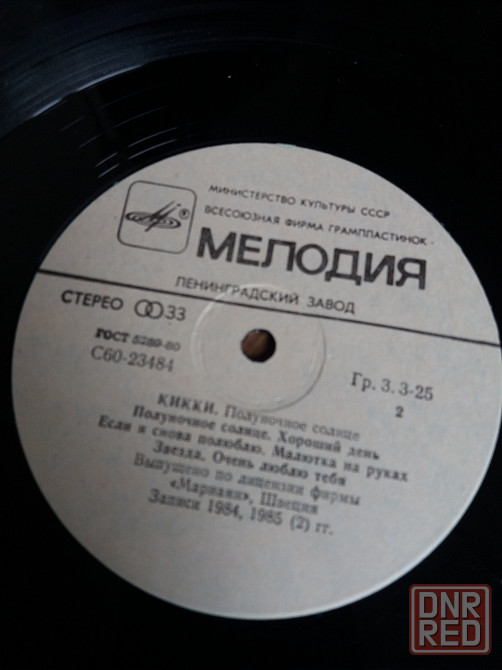 МИНИСТЕРСТВО КУЛЬТУРЫ СССР
ВСЕСОЮЗНАЯ ФИРМА ГРАМПЛАСТИНОК
®
МЕЛОДИЯ
ЛЕНИНГРАДСКИЙ ЗАВОД
СТЕРЕО 33
ГОСТ 5289-80
С60-23484
Гр. 3. 3-25
2
КИККИ. Полуночное солнце
Полуночное солнце. Хороший день
Если я снова полюблю. Малютка на руках
Звезда. Очень люблю тебя
Выпущено по лицензии фирмы
«Мариани», Швеция
Записи 1984, 1985 (2) гг.
DNR
RED